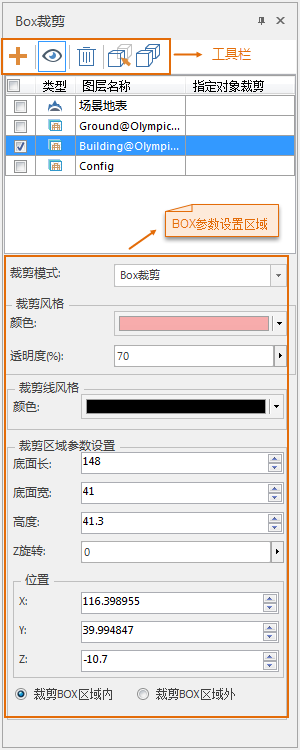 Box裁剪
工具栏
类型 图层名称 指定对象裁剪
场景地表
Ground@Olympic...
Building@Olympi...
Config
BOX参数设置区域
裁剪模式: Box裁剪
裁剪风格
颜色:
透明度(%): 70
裁剪线风格
颜色:
裁剪区域参数设置
底面长: 148
底面宽: 41
高度: 41.3
Z旋转: 0
位置
X: 116.398955
Y: 39.994847
Z: -10.7
裁剪BOX区域内 裁剪BOX区域外